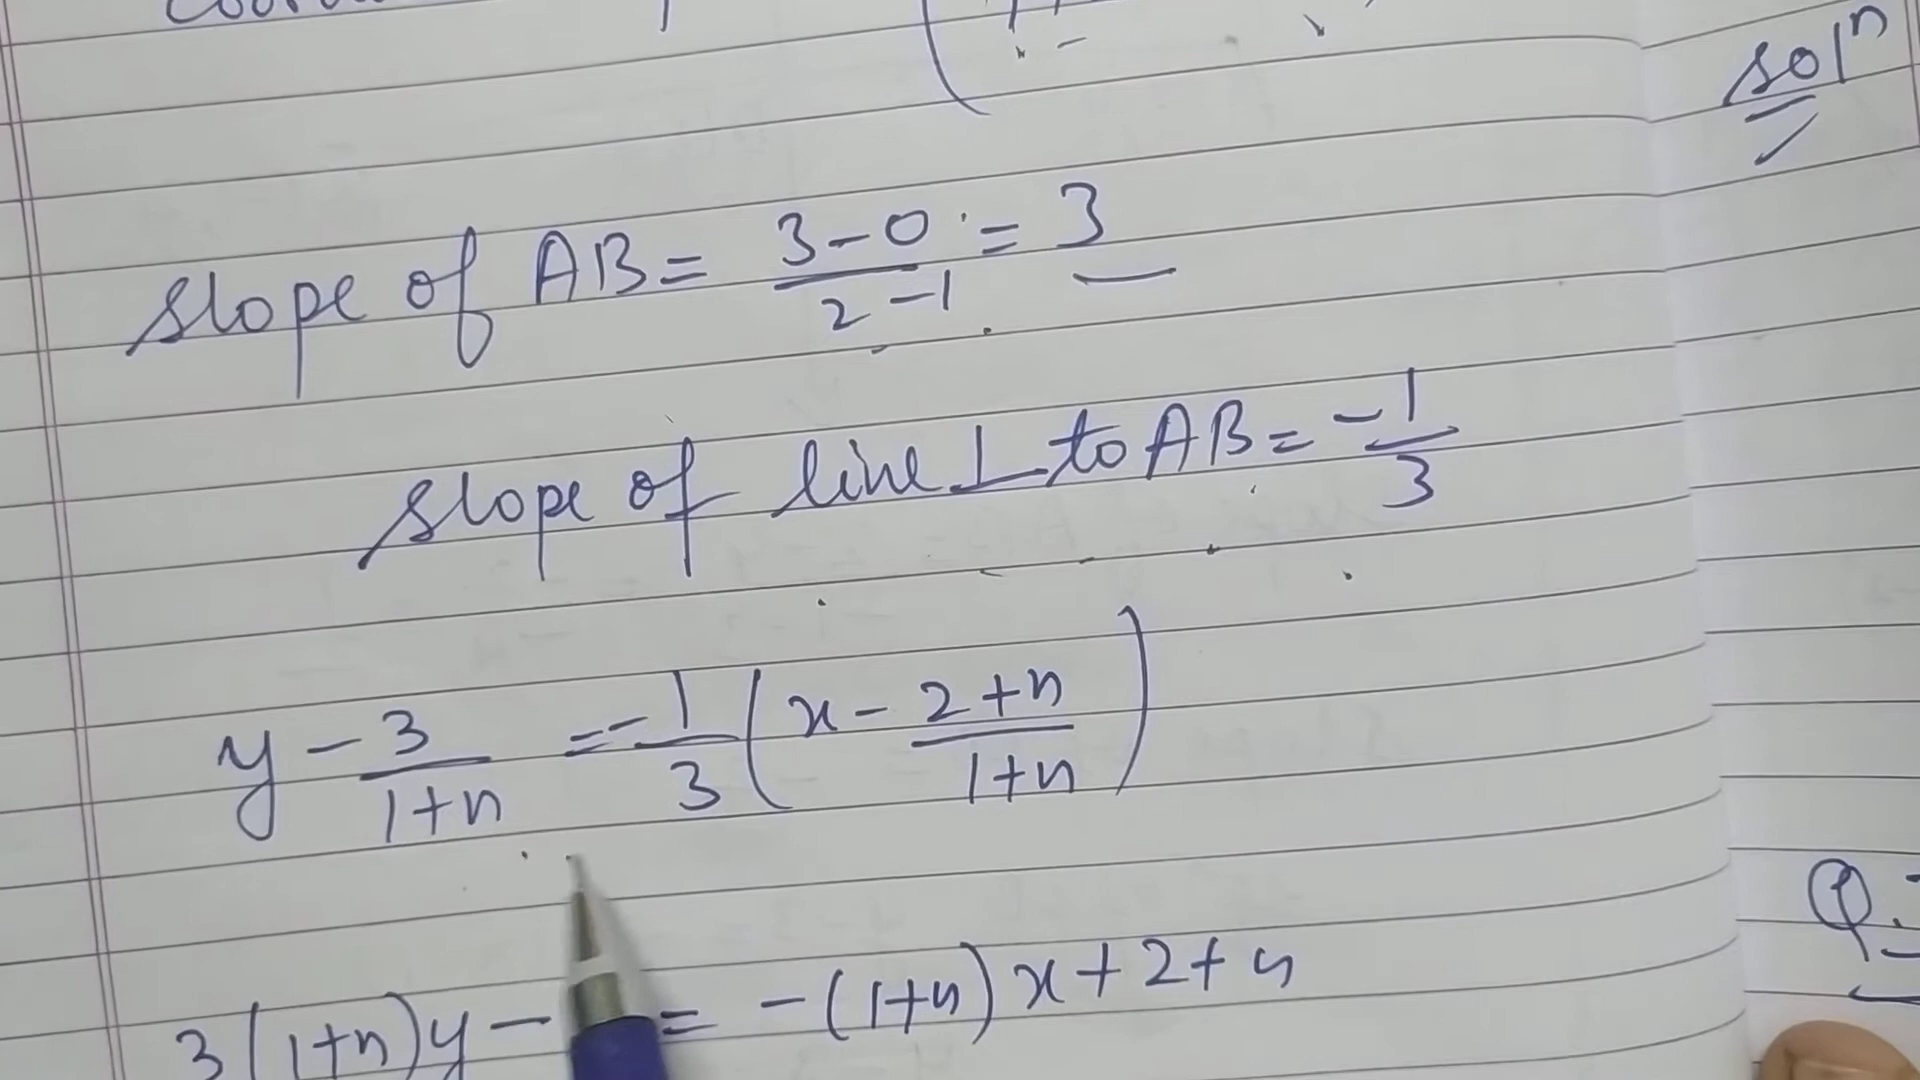 solⁿ
slope of AB = 3-0/2-1 = 3
slope of line ⊥ to AB = -1/3
y - 3/1+n = -1/3 (x - 2+n/1+n)
Q.
3(1+n)y - = -(1+n)x + 2 + n